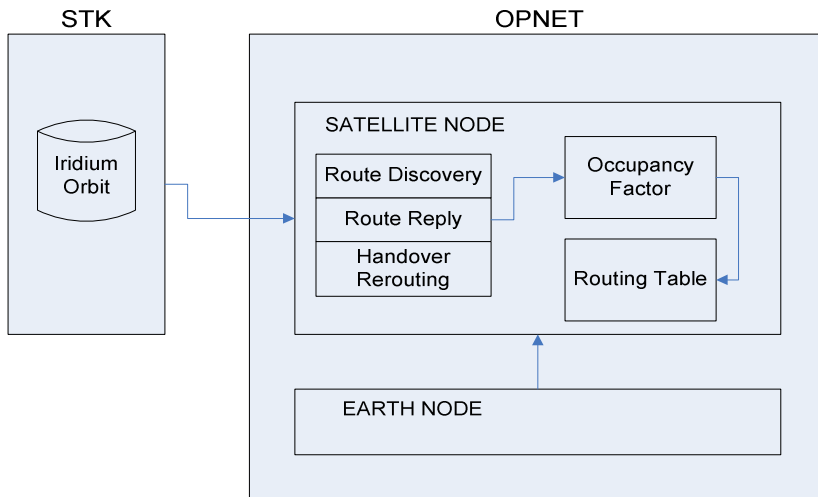 STK
OPNET
Iridium
Orbit
SATELLITE NODE
Route Discovery
Route Reply
Handover
Rerouting
Occupancy
Factor
Routing Table
EARTH NODE